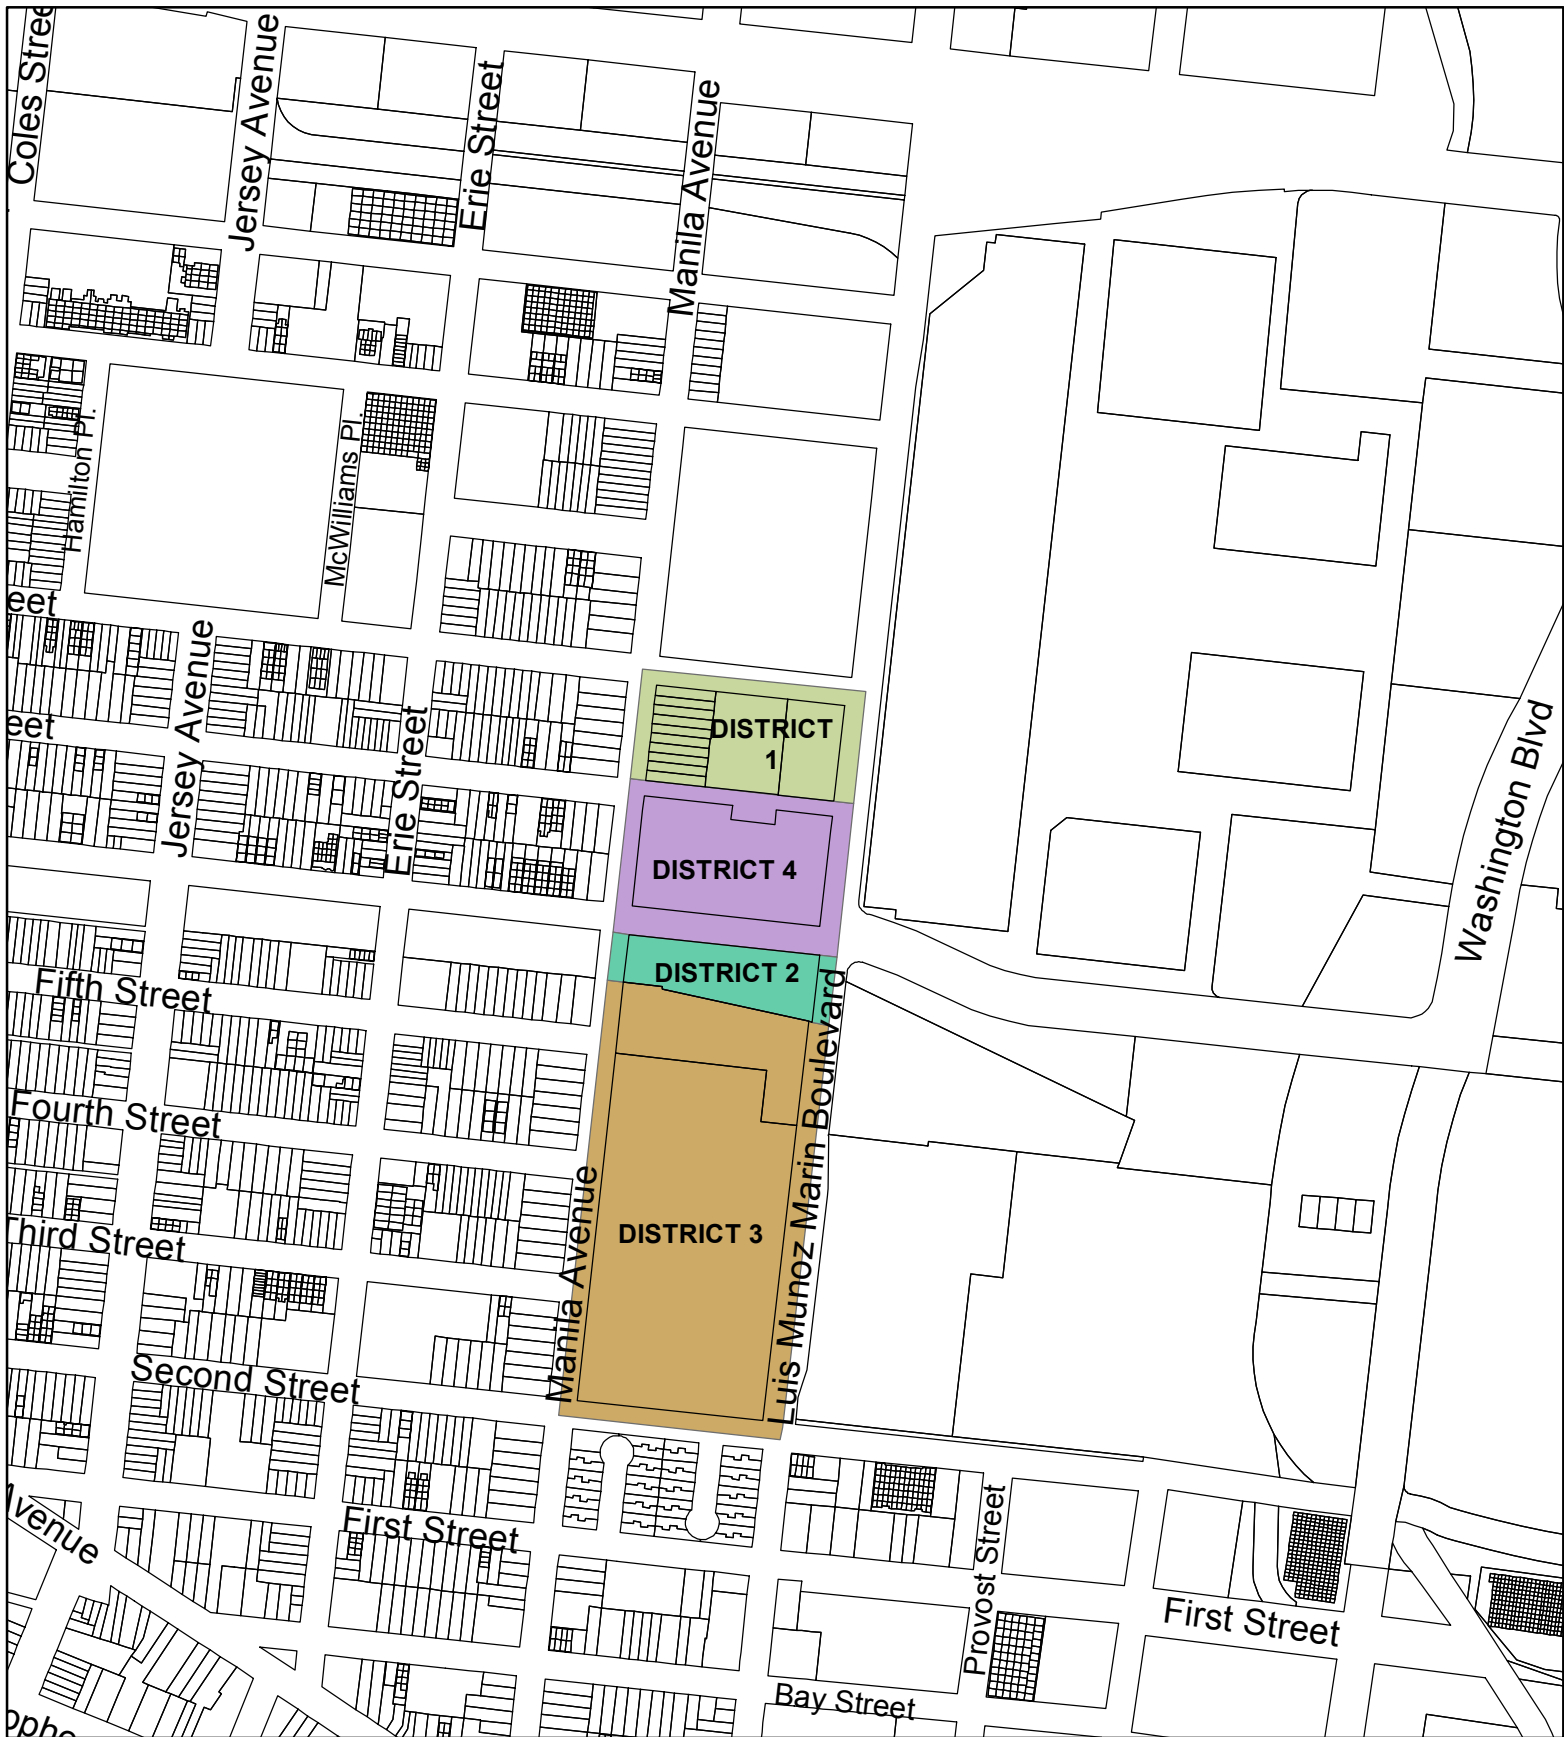 Coles Stree
Jersey Avenue
Erie Street
Manila Avenue
Hamilton Pl.
McWilliams Pl.
eet
eet
Jersey Avenue
Erie Street
DISTRICT
1
DISTRICT 4
DISTRICT 2
Washington Blvd
Fifth Street
Fourth Street
Third Street
Second Street
Manila Avenue
DISTRICT 3
Luis Munoz Marin Boulevard
Avenue
First Street
Provost Street
First Street
Bay Street
ophe